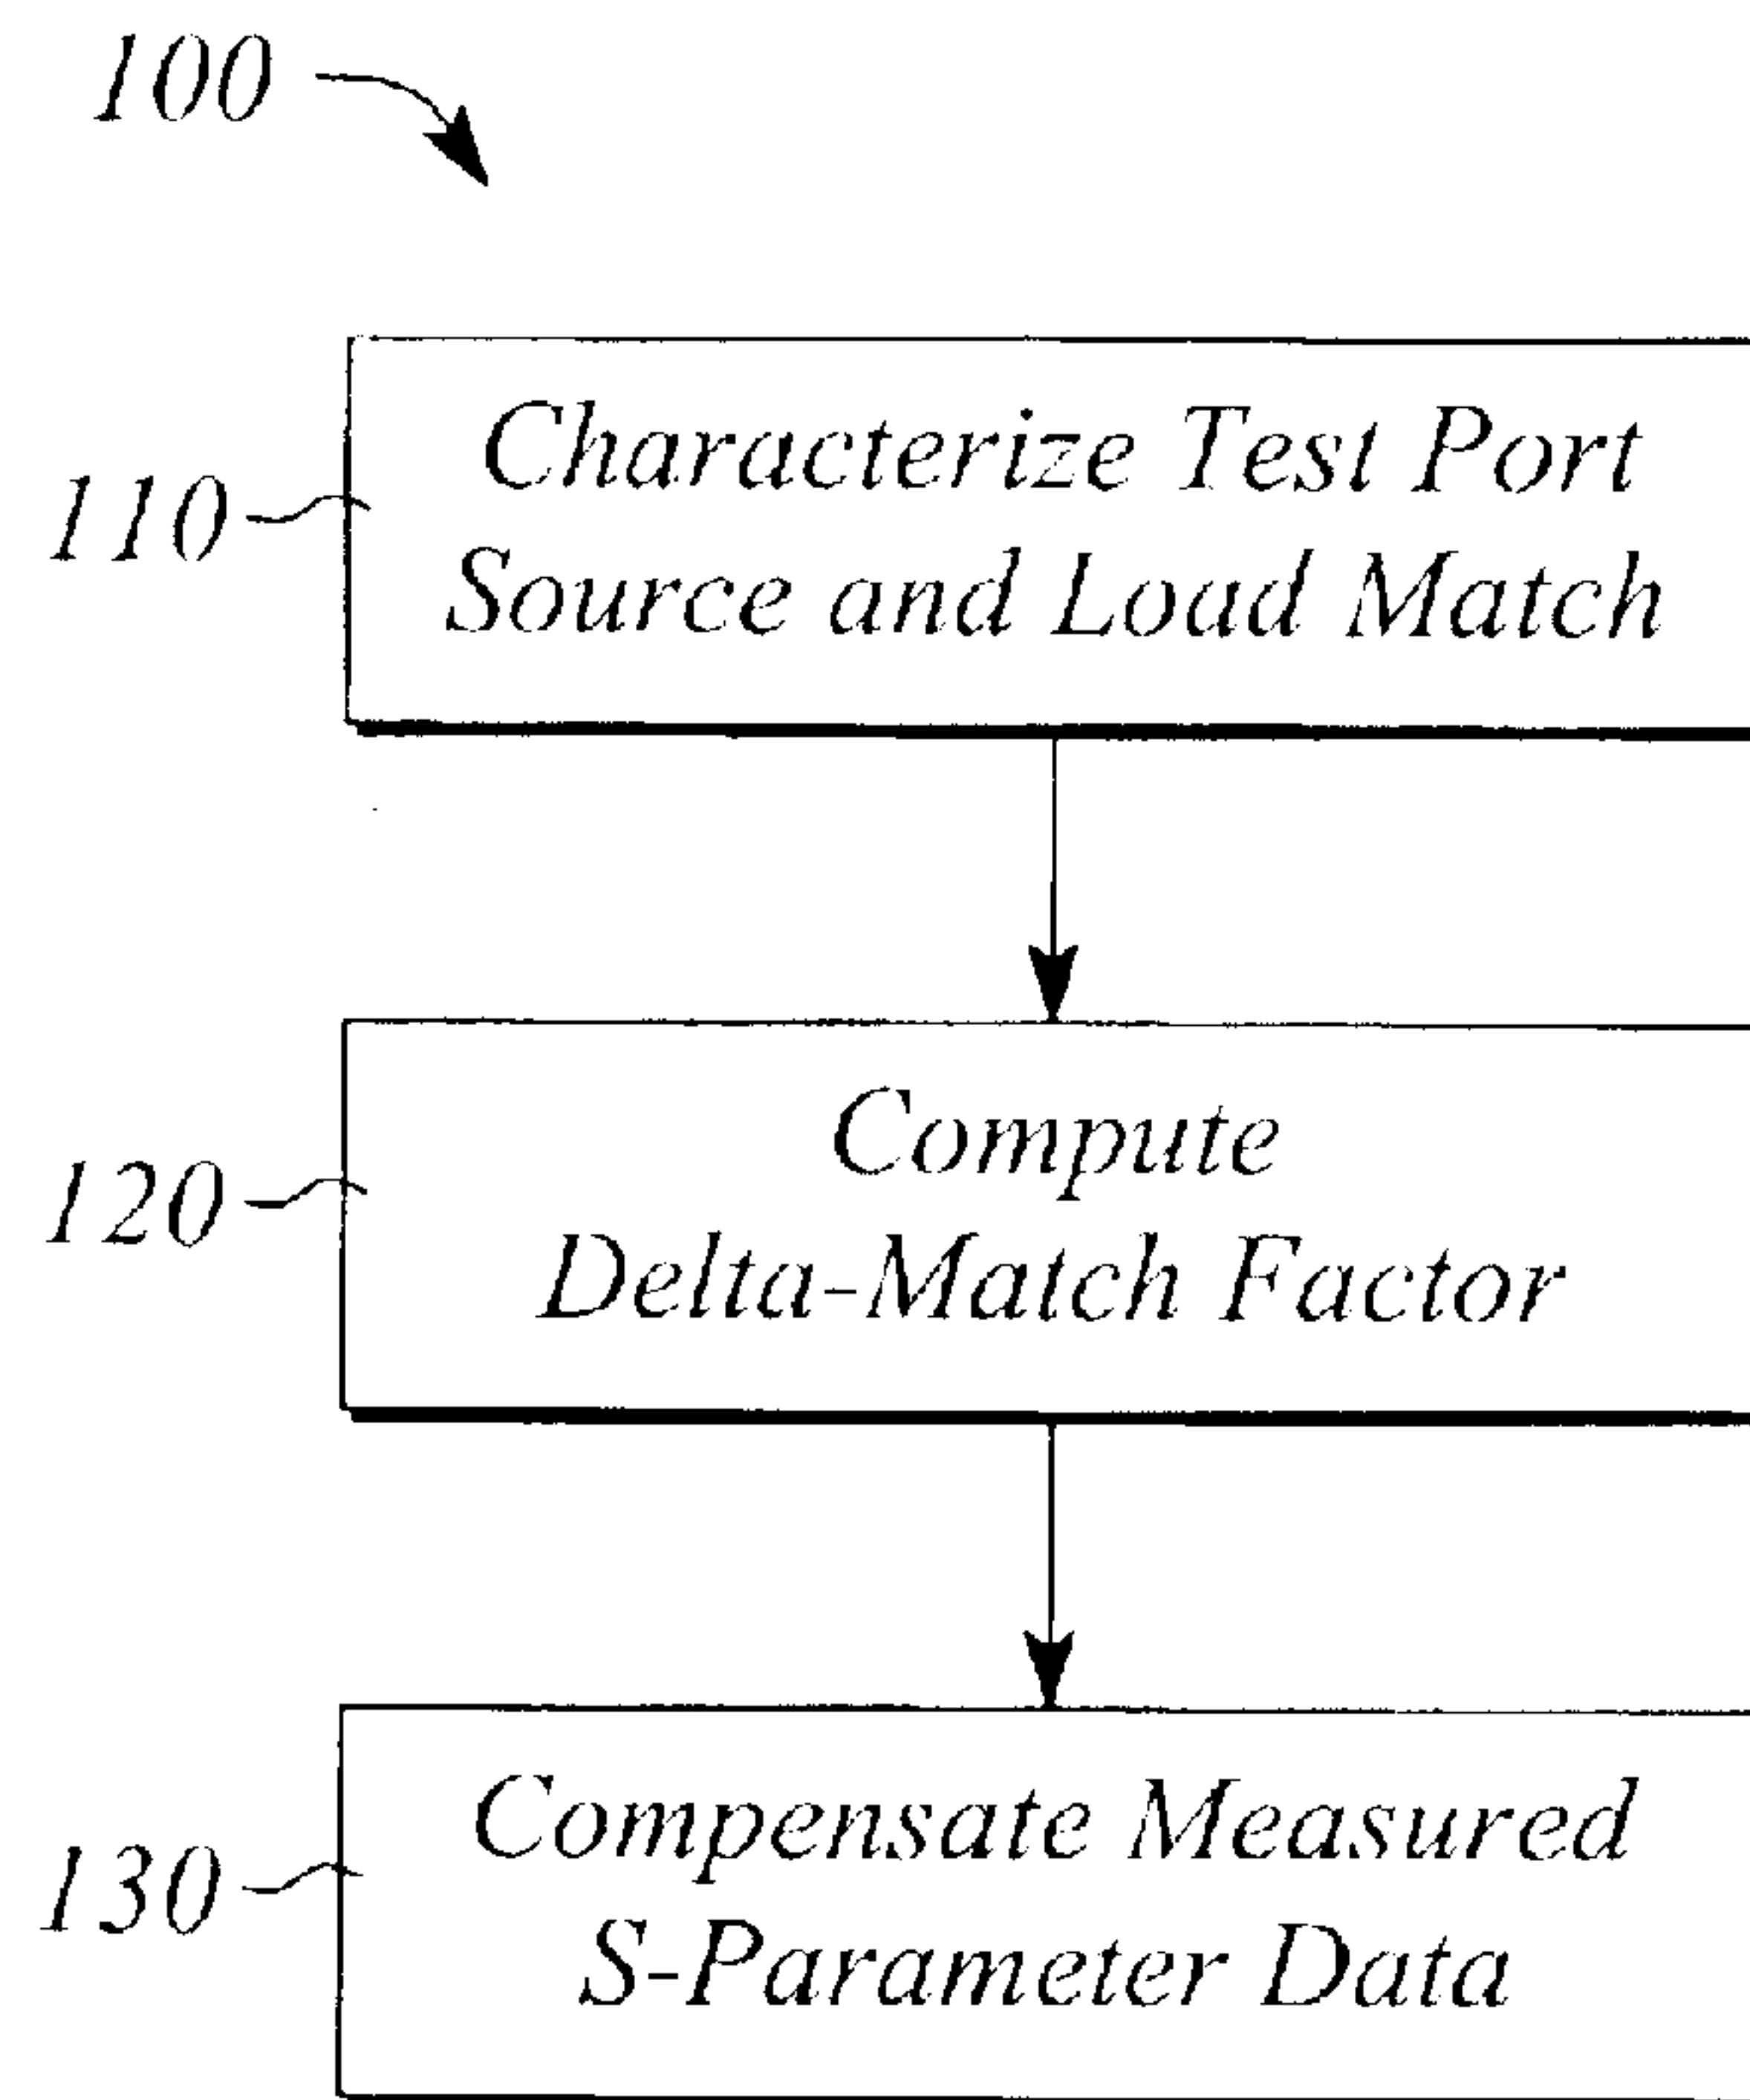 100
110
Characterize Test Port
Source and Load Match
120
Compute
Delta-Match Factor
130
Compensate Measured
S-Parameter Data